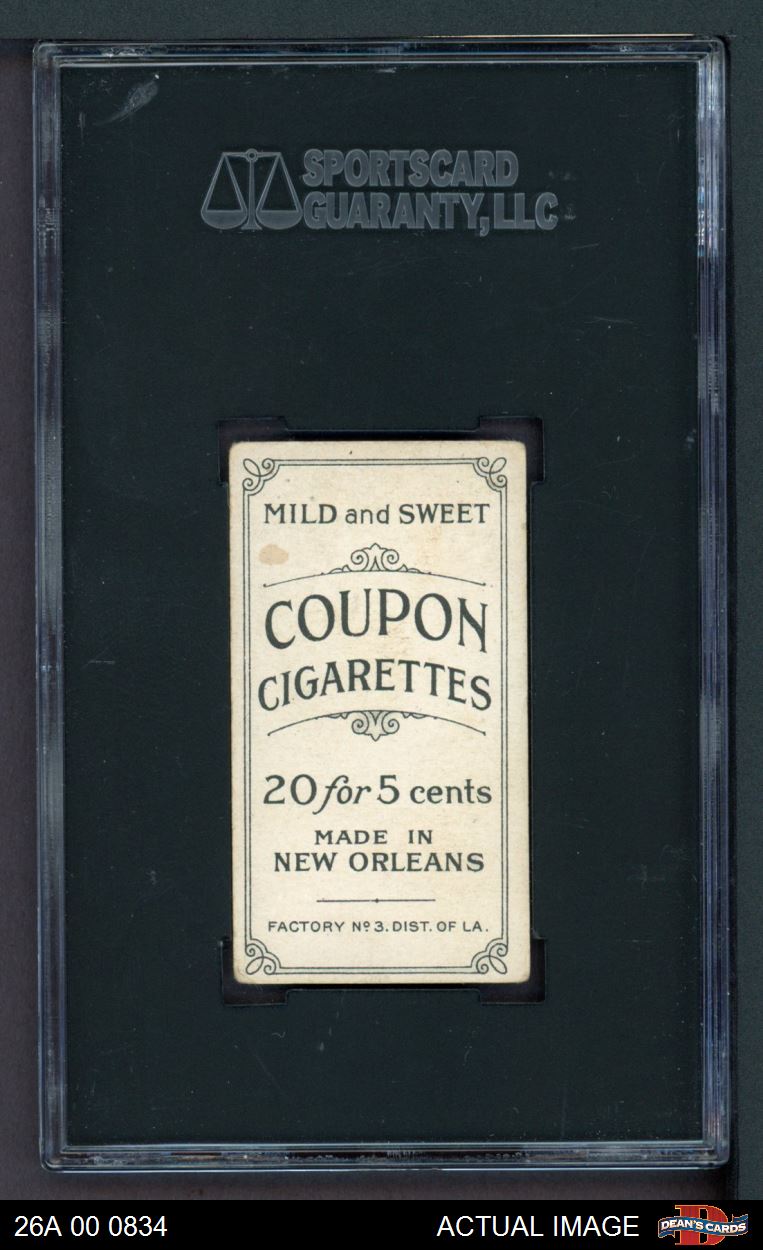 SPORTSCARD
GUARANTY, LLC
MILD and SWEET
COUPON
CIGARETTES
20 for 5 cents
MADE IN
NEW ORLEANS
FACTORY Nº 3. DIST. OF LA.
26A 00 0834
ACTUAL IMAGE
DEAN'S CARDS